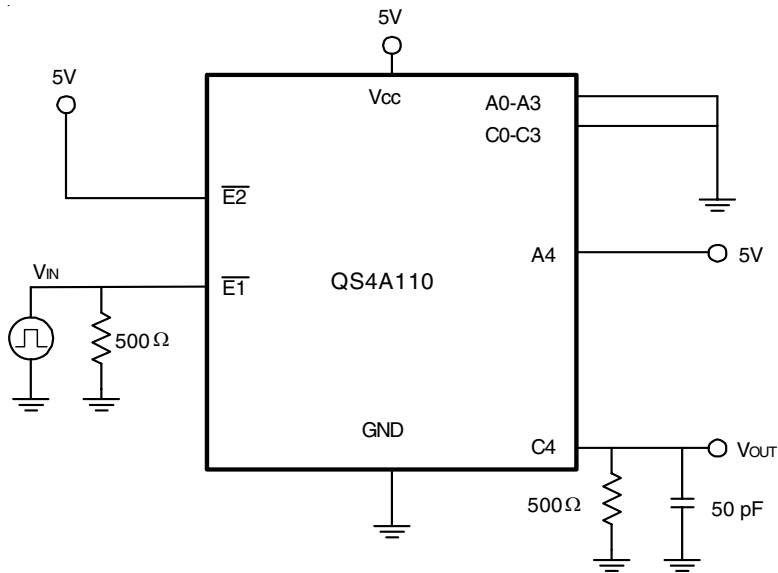 5V
5V
Vcc
A0-A3
C0-C3
E2
A4
5V
VIN
E1
QS4A110
500Ω
GND
C4
VOUT
500Ω
50 pF